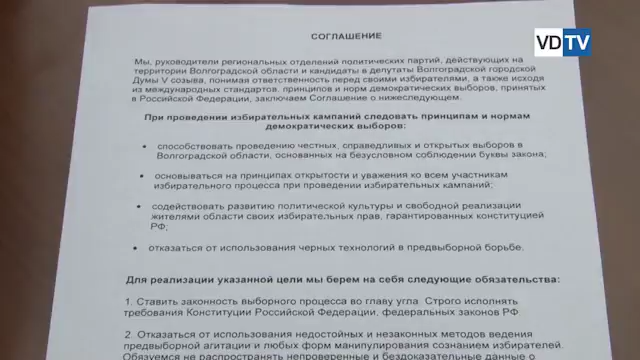 VDTV
СОГЛАШЕНИЕ
Мы, руководители региональных отделений политических партий, действующих на
территории Волгоградской области и кандидаты в депутаты Волгоградской городской
Думы V созыва, понимая ответственность перед своими избирателями, а также исходя
из международных стандартов, принципов и норм демократических выборов, принятых
в Российской Федерации, заключаем Соглашение о нижеследующем.
При проведении избирательных кампаний следовать принципам и нормам
демократических выборов:
• способствовать проведению честных, справедливых и открытых выборов в
Волгоградской области, основанных на безусловном соблюдении буквы закона;
• основываться на принципах открытости и уважения ко всем участникам
избирательного процесса при проведении избирательных кампаний;
• содействовать развитию политической культуры и свободной реализации
жителями области своих избирательных прав, гарантированных конституцией
РФ;
• отказаться от использования черных технологий в предвыборной борьбе.
Для реализации указанной цели мы берем на себя следующие обязательства:
1. Ставить законность выборного процесса во главу угла. Строго исполнять
требования Конституции Российской Федерации, федеральных законов РФ
2. Отказаться от использования недостойных и незаконных методов ведения
предвыборной агитации и любых форм манипулирования сознанием избирателей.
Обязуемся не распространять непроверенные и бездоказательные данные о